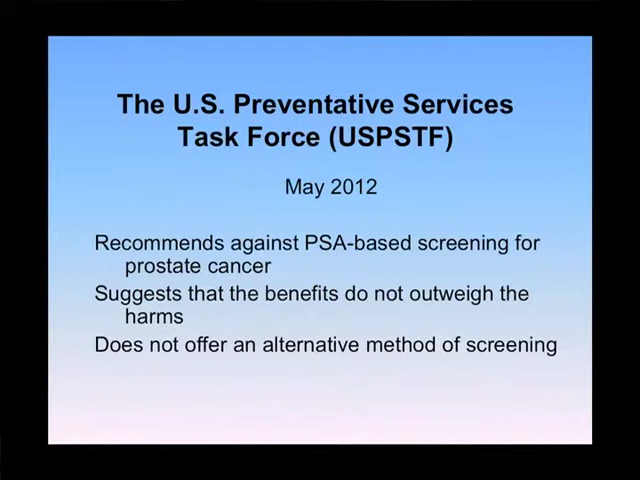 The U.S. Preventative Services
Task Force (USPSTF)
May 2012
Recommends against PSA-based screening for
prostate cancer
Suggests that the benefits do not outweigh the
harms
Does not offer an alternative method of screening